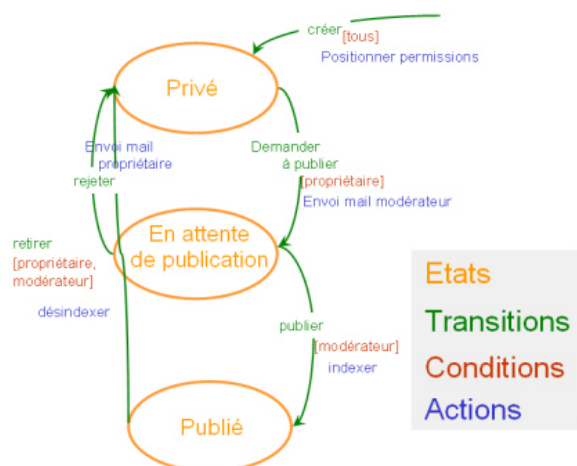 créer
[tous]
Positionner permissions
Privé
Envoi mail
propriétaire
rejeter
Demander
à publier
[propriétaire]
Envoi mail modérateur
En attente
de publication
retirer
[propriétaire,
modérateur]
désindexer
publier
[modérateur]
indexer
Publié
Etats
Transitions
Conditions
Actions